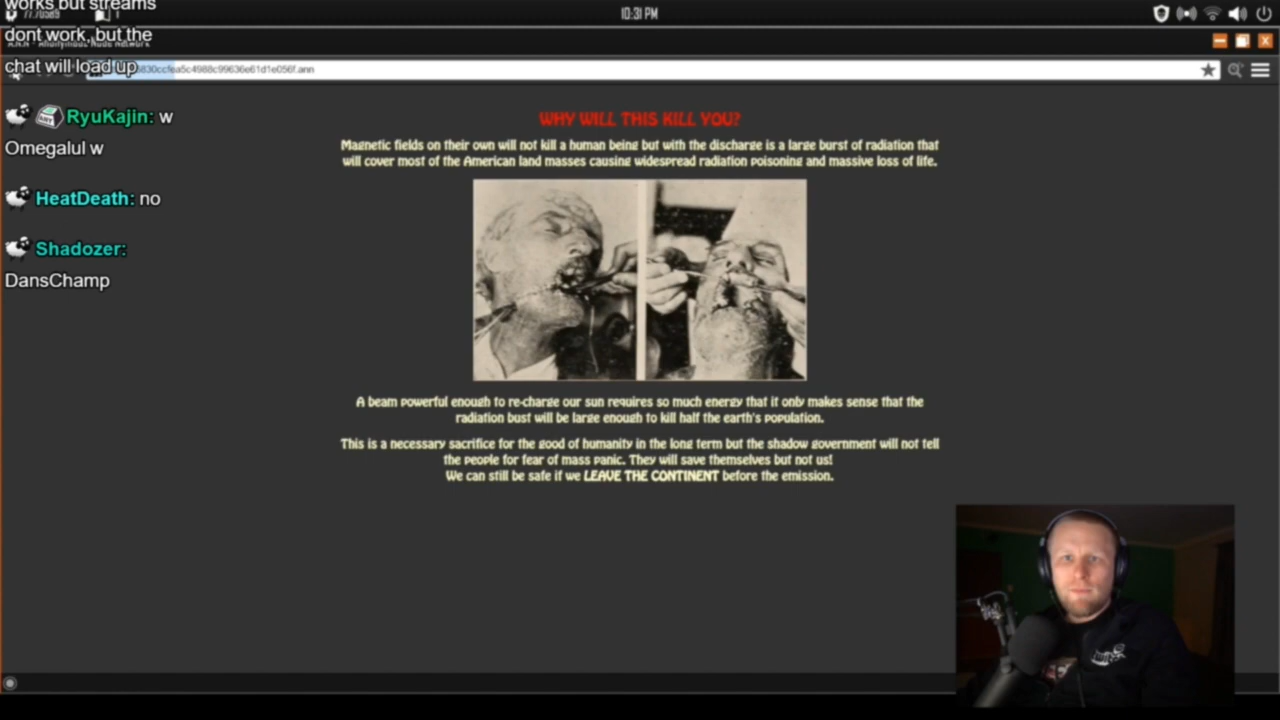 works but streams
dont work, but the
chat will load up
RyuKajin: w
Omegalul w
HeatDeath: no
Shadozer:
DansChamp
10:31 PM
WHY WILL THIS KILL YOU?
Magnetic fields on their own will not kill a human being but with the discharge is a large burst of radiation that
will cover most of the American land masses causing widespread radiation poisoning and massive loss of life.
A beam powerful enough to re-charge our sun requires so much energy that it only makes sense that the
radiation bust will be large enough to kill half the earth's population.
This is a necessary sacrifice for the good of humanity in the long term but the shadow government will not tell
the people for fear of mass panic. They will save themselves but not us!
We can still be safe if we LEAVE THE CONTINENT before the emission.